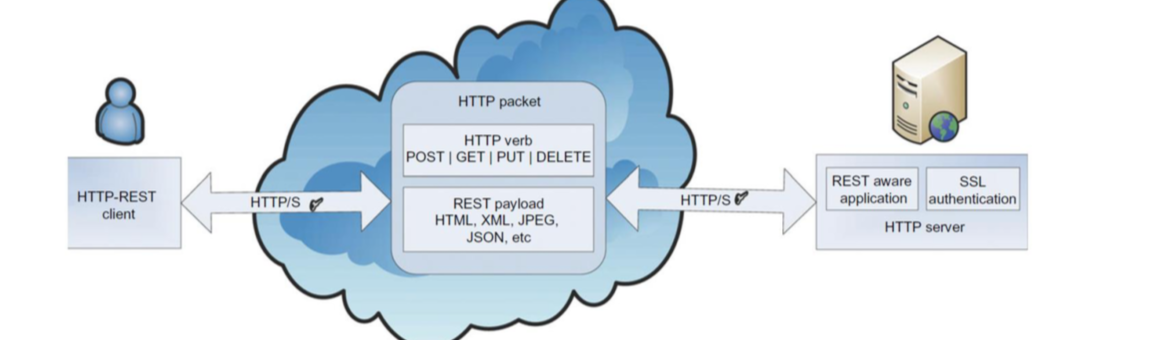 HTTP packet
HTTP verb
POST | GET | PUT | DELETE
REST payload
HTML, XML, JPEG,
JSON, etc
HTTP-REST
client
HTTP/S
HTTP/S
REST aware
application
SSL
authentication
HTTP server